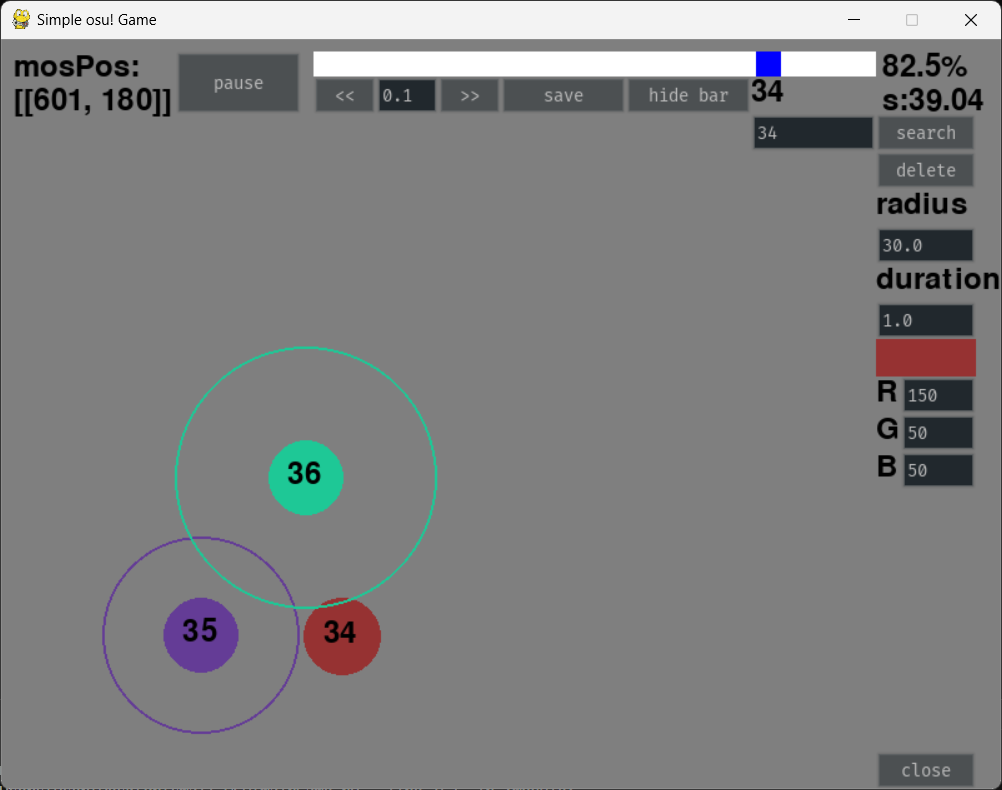 Simple osu! Game
mosPos:
[[601, 180]]
pause
<< 0.1 >> save hide bar
34
82.5%
s:39.04
34 search
delete
radius
30.0
duration
1.0
R 150
G 50
B 50
36
35
34
close